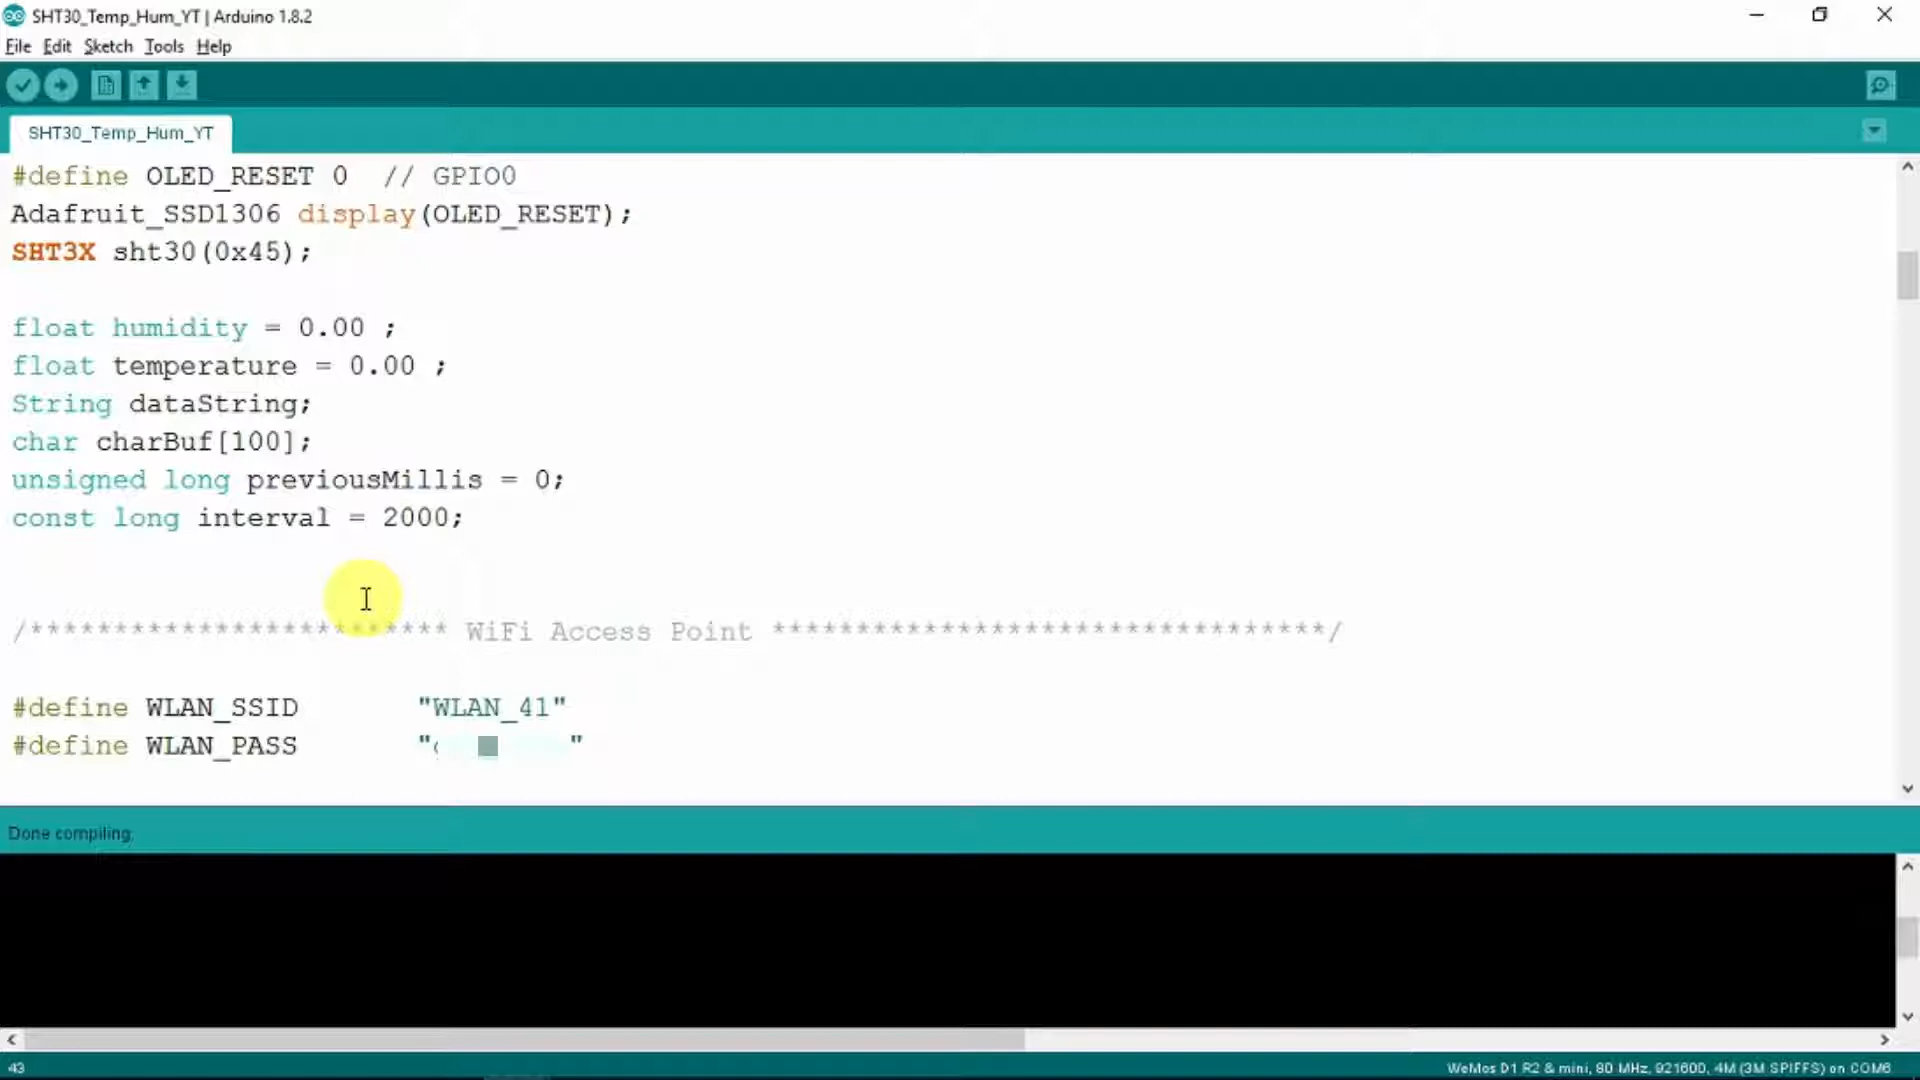 SHT30_Temp_Hum_YT | Arduino 1.8.2
File Edit Sketch Tools Help
SHT30_Temp_Hum_YT
#define OLED_RESET 0  // GPIO0
Adafruit_SSD1306 display(OLED_RESET);
SHT3X sht30(0x45);
float humidity = 0.00 ;
float temperature = 0.00 ;
String dataString;
char charBuf[100];
unsigned long previousMillis = 0;
const long interval = 2000;
/************************* WiFi Access Point *********************************/
#define WLAN_SSID       "WLAN_41"
#define WLAN_PASS       " "
Done compiling.
43
WeMos D1 R2 & mini, 80 MHz, 921600, 4M (3M SPIFFS) on COM6